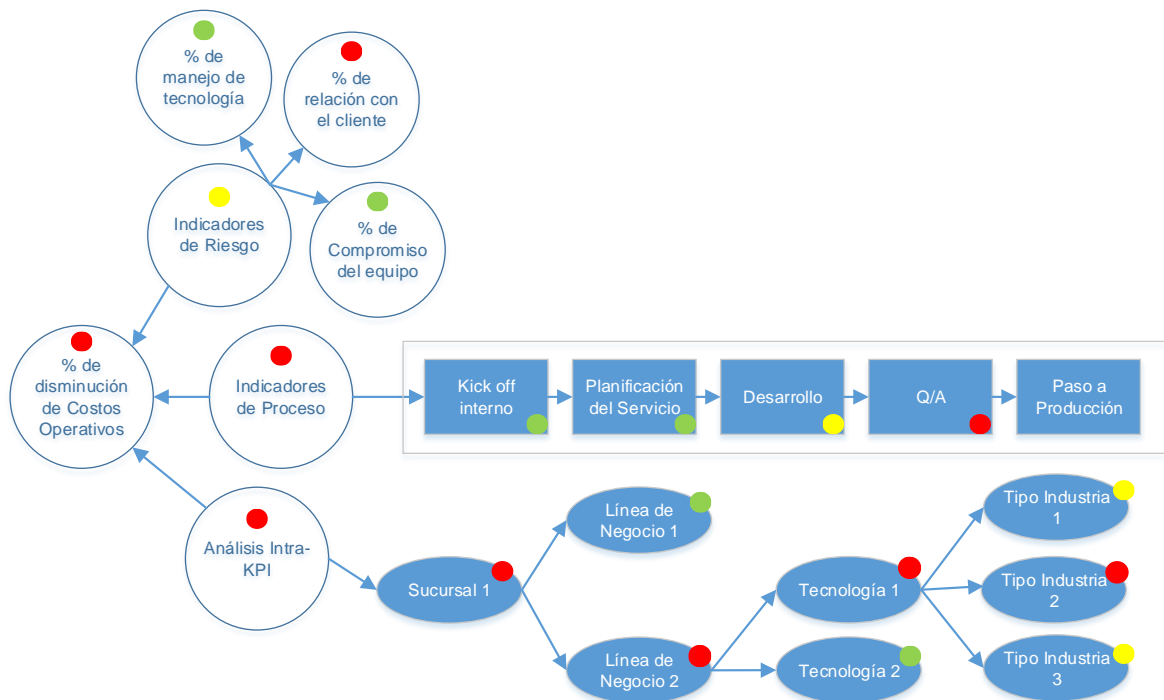 % de
manejo de
tecnología
% de
relación con
el cliente
Indicadores
de Riesgo
% de
Compromiso
del equipo
% de
disminución
de Costos
Operativos
Indicadores
de Proceso
Kick off
interno
Planificación
del Servicio
Desarrollo
Q/A
Paso a
Producción
Análisis Intra-
KPI
Sucursal 1
Línea de
Negocio 1
Línea de
Negocio 2
Tecnología 1
Tecnología 2
Tipo Industria
1
Tipo Industria
2
Tipo Industria
3